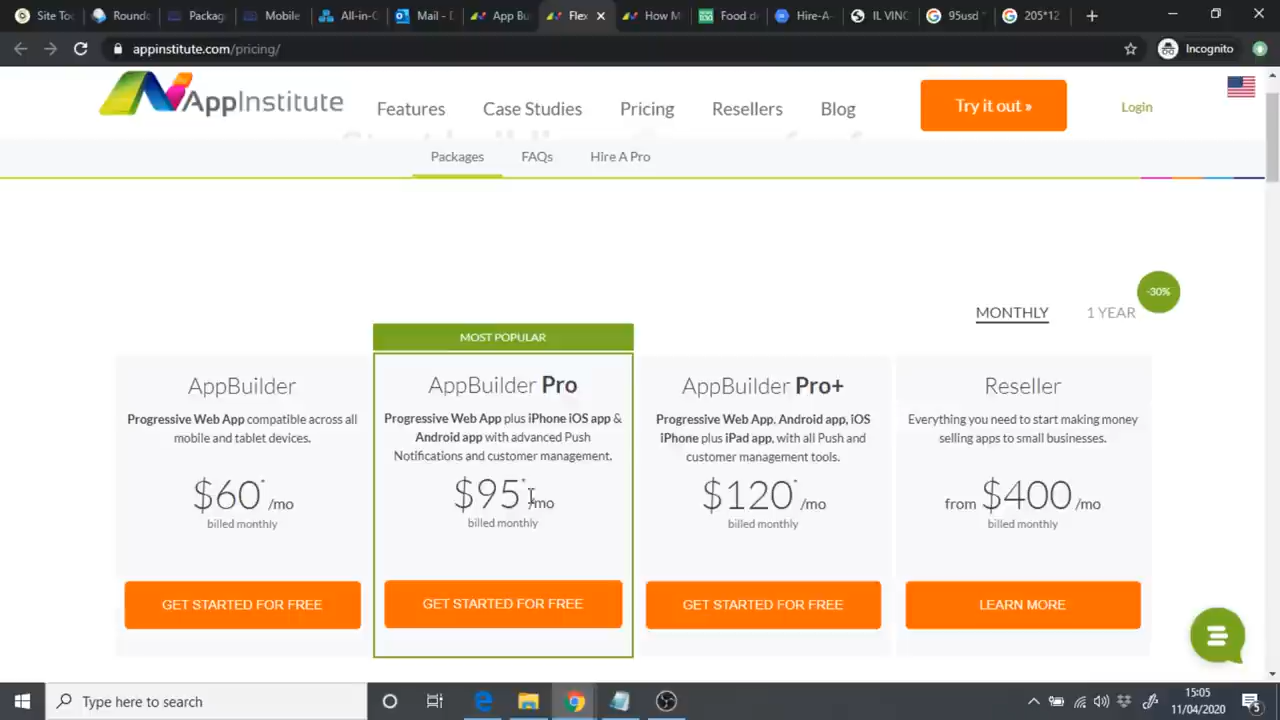 Site Too
Rounde
Package
Mobile
All-in-O
Mail - D
App Bu
Flex
How M
Food de
Hire-A-
IL VINC
95usd
205*12
appinstitute.com/pricing/
Incognito
AppInstitute
Features
Case Studies
Pricing
Resellers
Blog
Try it out »
Login
Packages
FAQs
Hire A Pro
MONTHLY
1 YEAR
-30%
MOST POPULAR
AppBuilder
Progressive Web App compatible across all
mobile and tablet devices.
$60* /mo
billed monthly
GET STARTED FOR FREE
AppBuilder Pro
Progressive Web App plus iPhone iOS app &
Android app with advanced Push
Notifications and customer management.
$95* /mo
billed monthly
GET STARTED FOR FREE
AppBuilder Pro+
Progressive Web App, Android app, iOS
iPhone plus iPad app, with all Push and
customer management tools.
$120* /mo
billed monthly
GET STARTED FOR FREE
Reseller
Everything you need to start making money
selling apps to small businesses.
from $400 /mo
billed monthly
LEARN MORE
Type here to search
15:05
11/04/2020
5